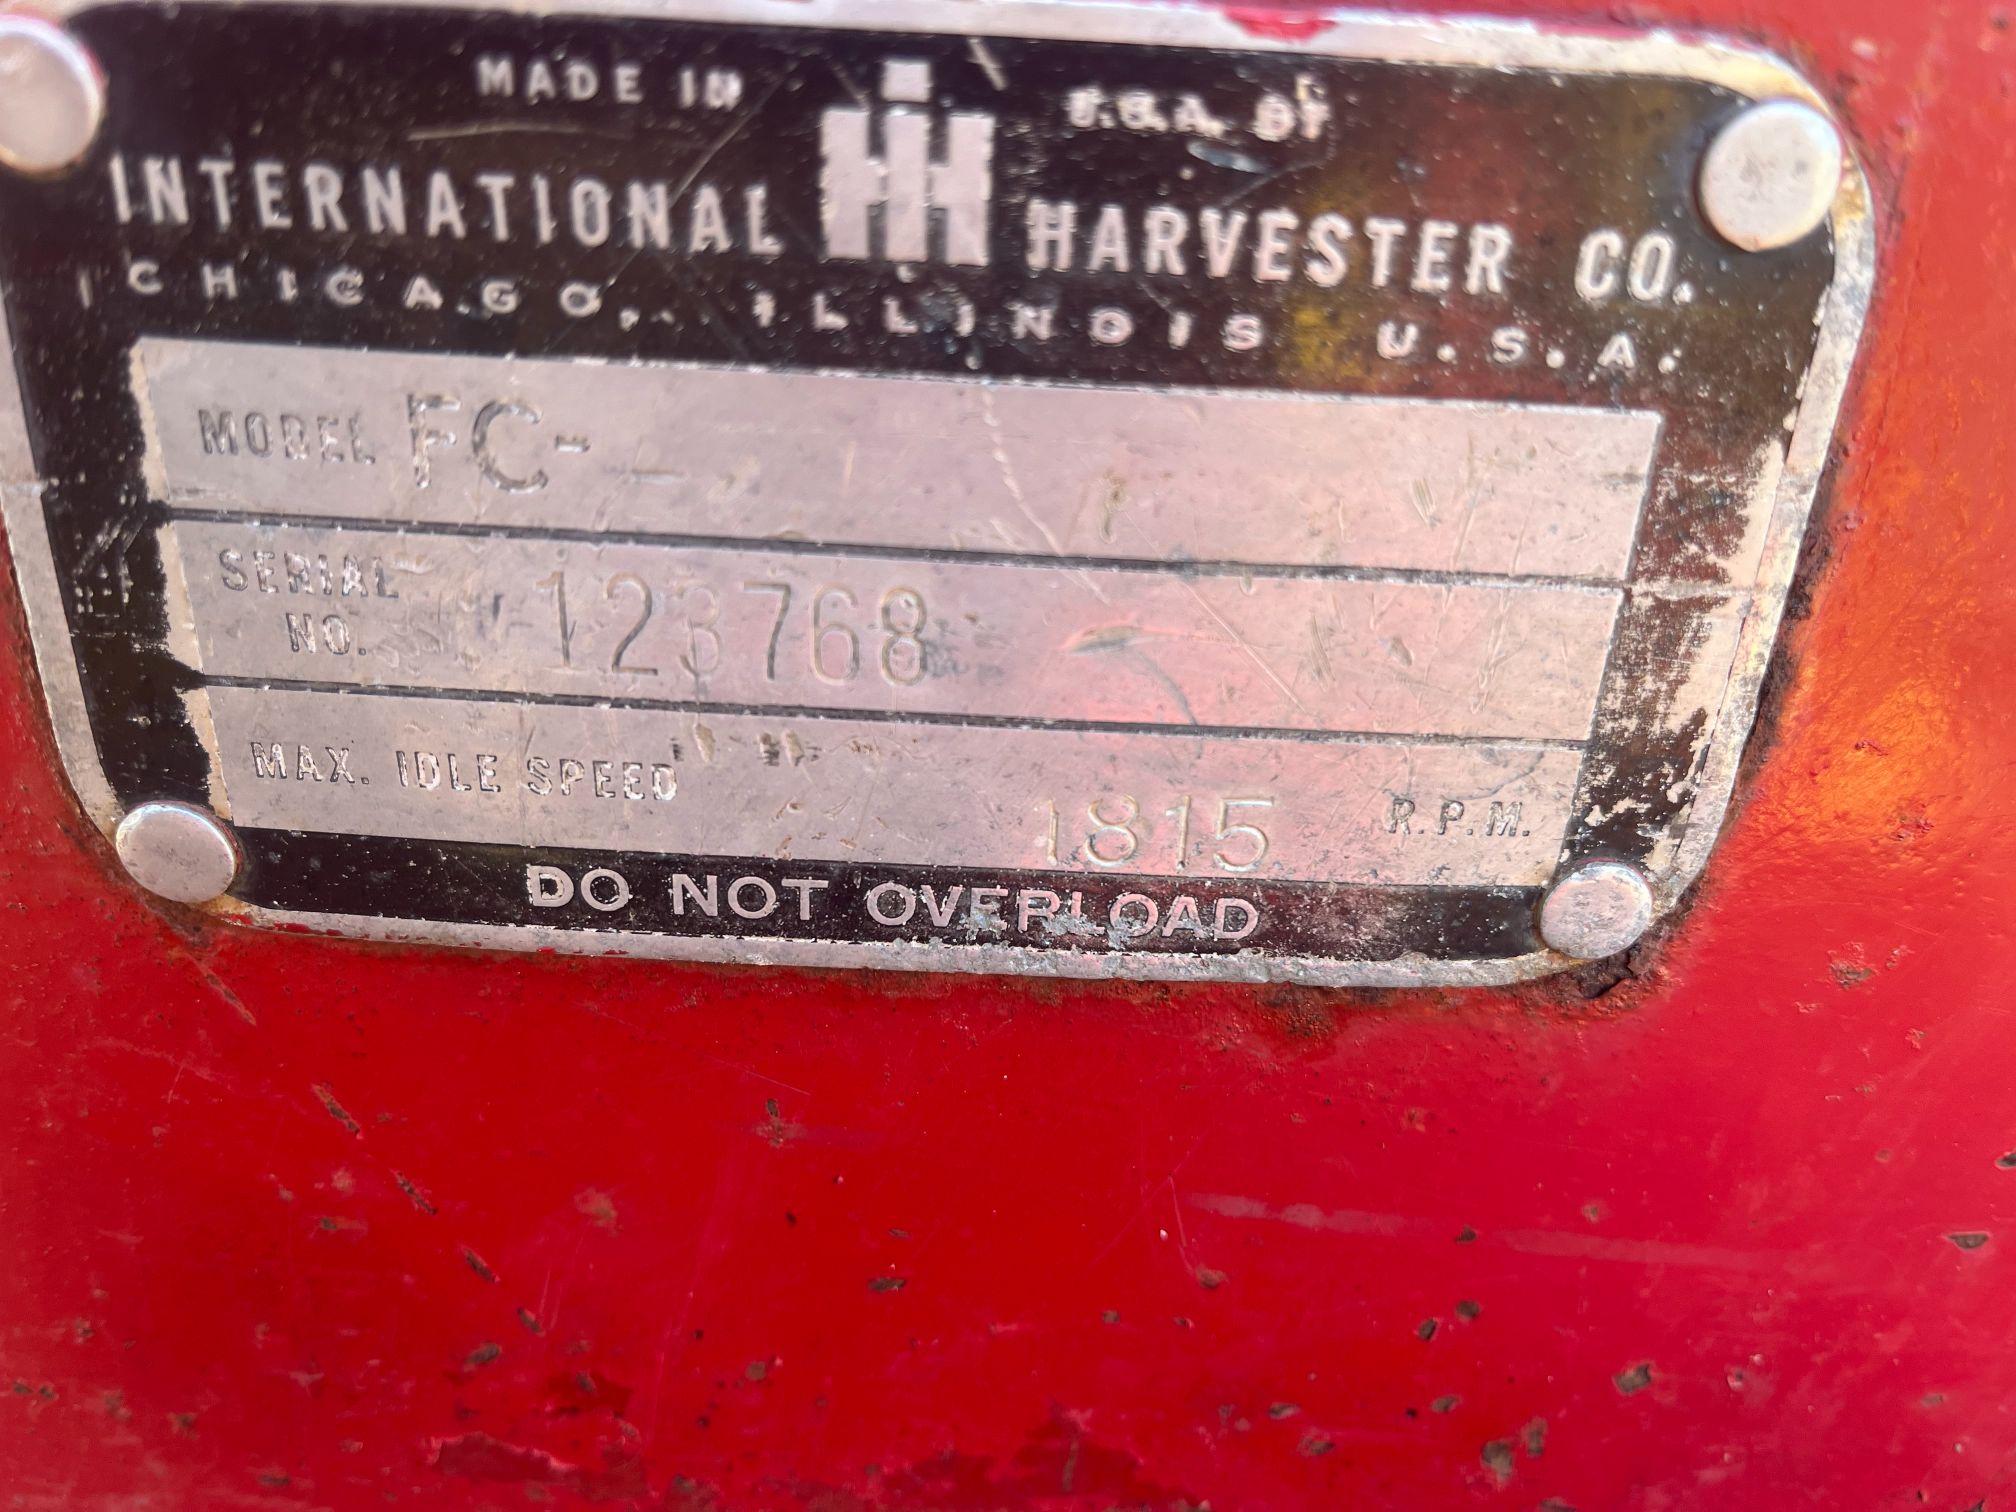 MADE IN IH U.S.A. BY
INTERNATIONAL HARVESTER CO.
CHICAGO, ILLINOIS U.S.A.
MODEL FC-
SERIAL NO. 123768
MAX. IDLE SPEED 1815 R.P.M.
DO NOT OVERLOAD